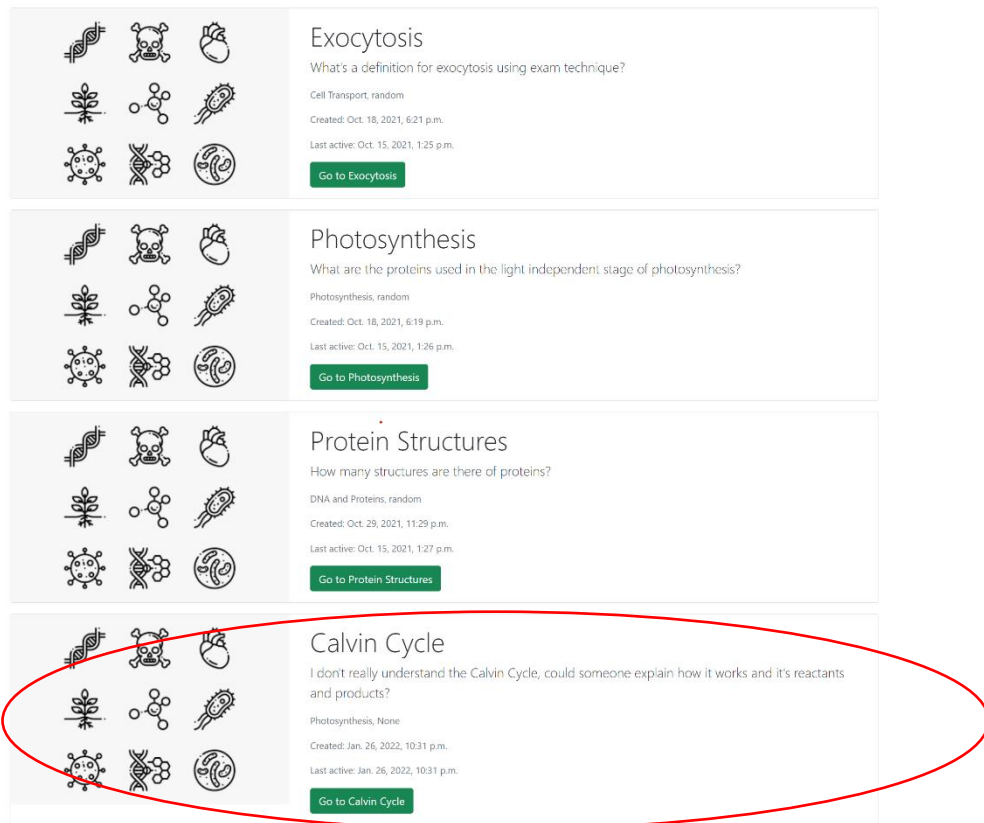 Exocytosis
What's a definition for exocytosis using exam technique?
Cell Transport, random
Created: Oct. 18, 2021, 6:21 p.m.
Last active: Oct. 15, 2021, 1:25 p.m.
Go to Exocytosis
Photosynthesis
What are the proteins used in the light independent stage of photosynthesis?
Photosynthesis, random
Created: Oct. 18, 2021, 6:19 p.m.
Last active: Oct. 15, 2021, 1:26 p.m.
Go to Photosynthesis
Protein Structures
How many structures are there of proteins?
DNA and Proteins, random
Created: Oct. 29, 2021, 11:29 p.m.
Last active: Oct. 15, 2021, 1:27 p.m.
Go to Protein Structures
Calvin Cycle
I don't really understand the Calvin Cycle, could someone explain how it works and it's reactants
and products?
Photosynthesis, None
Created: Jan. 26, 2022, 10:31 p.m.
Last active: Jan. 26, 2022, 10:31 p.m.
Go to Calvin Cycle